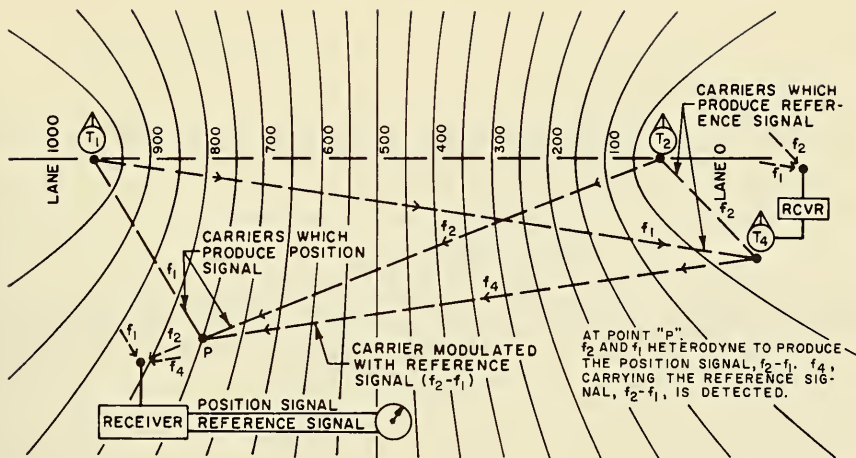 LANE 1000
T1
900
800
700
600
500
400
300
200
100
T2
LANE 0
CARRIERS WHICH
PRODUCE REFER-
ENCE SIGNAL
f2
f1
RCVR
T4
f2
f1
f2
f4
CARRIERS WHICH
PRODUCE POSITION
SIGNAL
f1
P
f1
f2
f4
CARRIER MODULATED
WITH REFERENCE
SIGNAL (f2-f1)
AT POINT "P".
f2 AND f1 HETERODYNE TO PRODUCE
THE POSITION SIGNAL, f2-f1. f4,
CARRYING THE REFERENCE SIG-
NAL, f2-f1, IS DETECTED.
RECEIVER
POSITION SIGNAL
REFERENCE SIGNAL